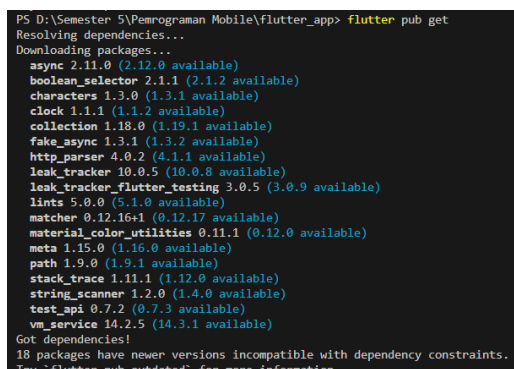 PS D:\Semester 5\Pemrograman Mobile\flutter_app> flutter pub get
Resolving dependencies...
Downloading packages...
  async 2.11.0 (2.12.0 available)
  boolean_selector 2.1.1 (2.1.2 available)
  characters 1.3.0 (1.3.1 available)
  clock 1.1.1 (1.1.2 available)
  collection 1.18.0 (1.19.1 available)
  fake_async 1.3.1 (1.3.2 available)
  http_parser 4.0.2 (4.1.1 available)
  leak_tracker 10.0.5 (10.0.8 available)
  leak_tracker_flutter_testing 3.0.5 (3.0.9 available)
  lints 5.0.0 (5.1.0 available)
  matcher 0.12.16+1 (0.12.17 available)
  material_color_utilities 0.11.1 (0.12.0 available)
  meta 1.15.0 (1.16.0 available)
  path 1.9.0 (1.9.1 available)
  stack_trace 1.11.1 (1.12.0 available)
  string_scanner 1.2.0 (1.4.0 available)
  test_api 0.7.2 (0.7.3 available)
  vm_service 14.2.5 (14.3.1 available)
Got dependencies!
18 packages have newer versions incompatible with dependency constraints.
Try `flutter pub outdated` for more information.